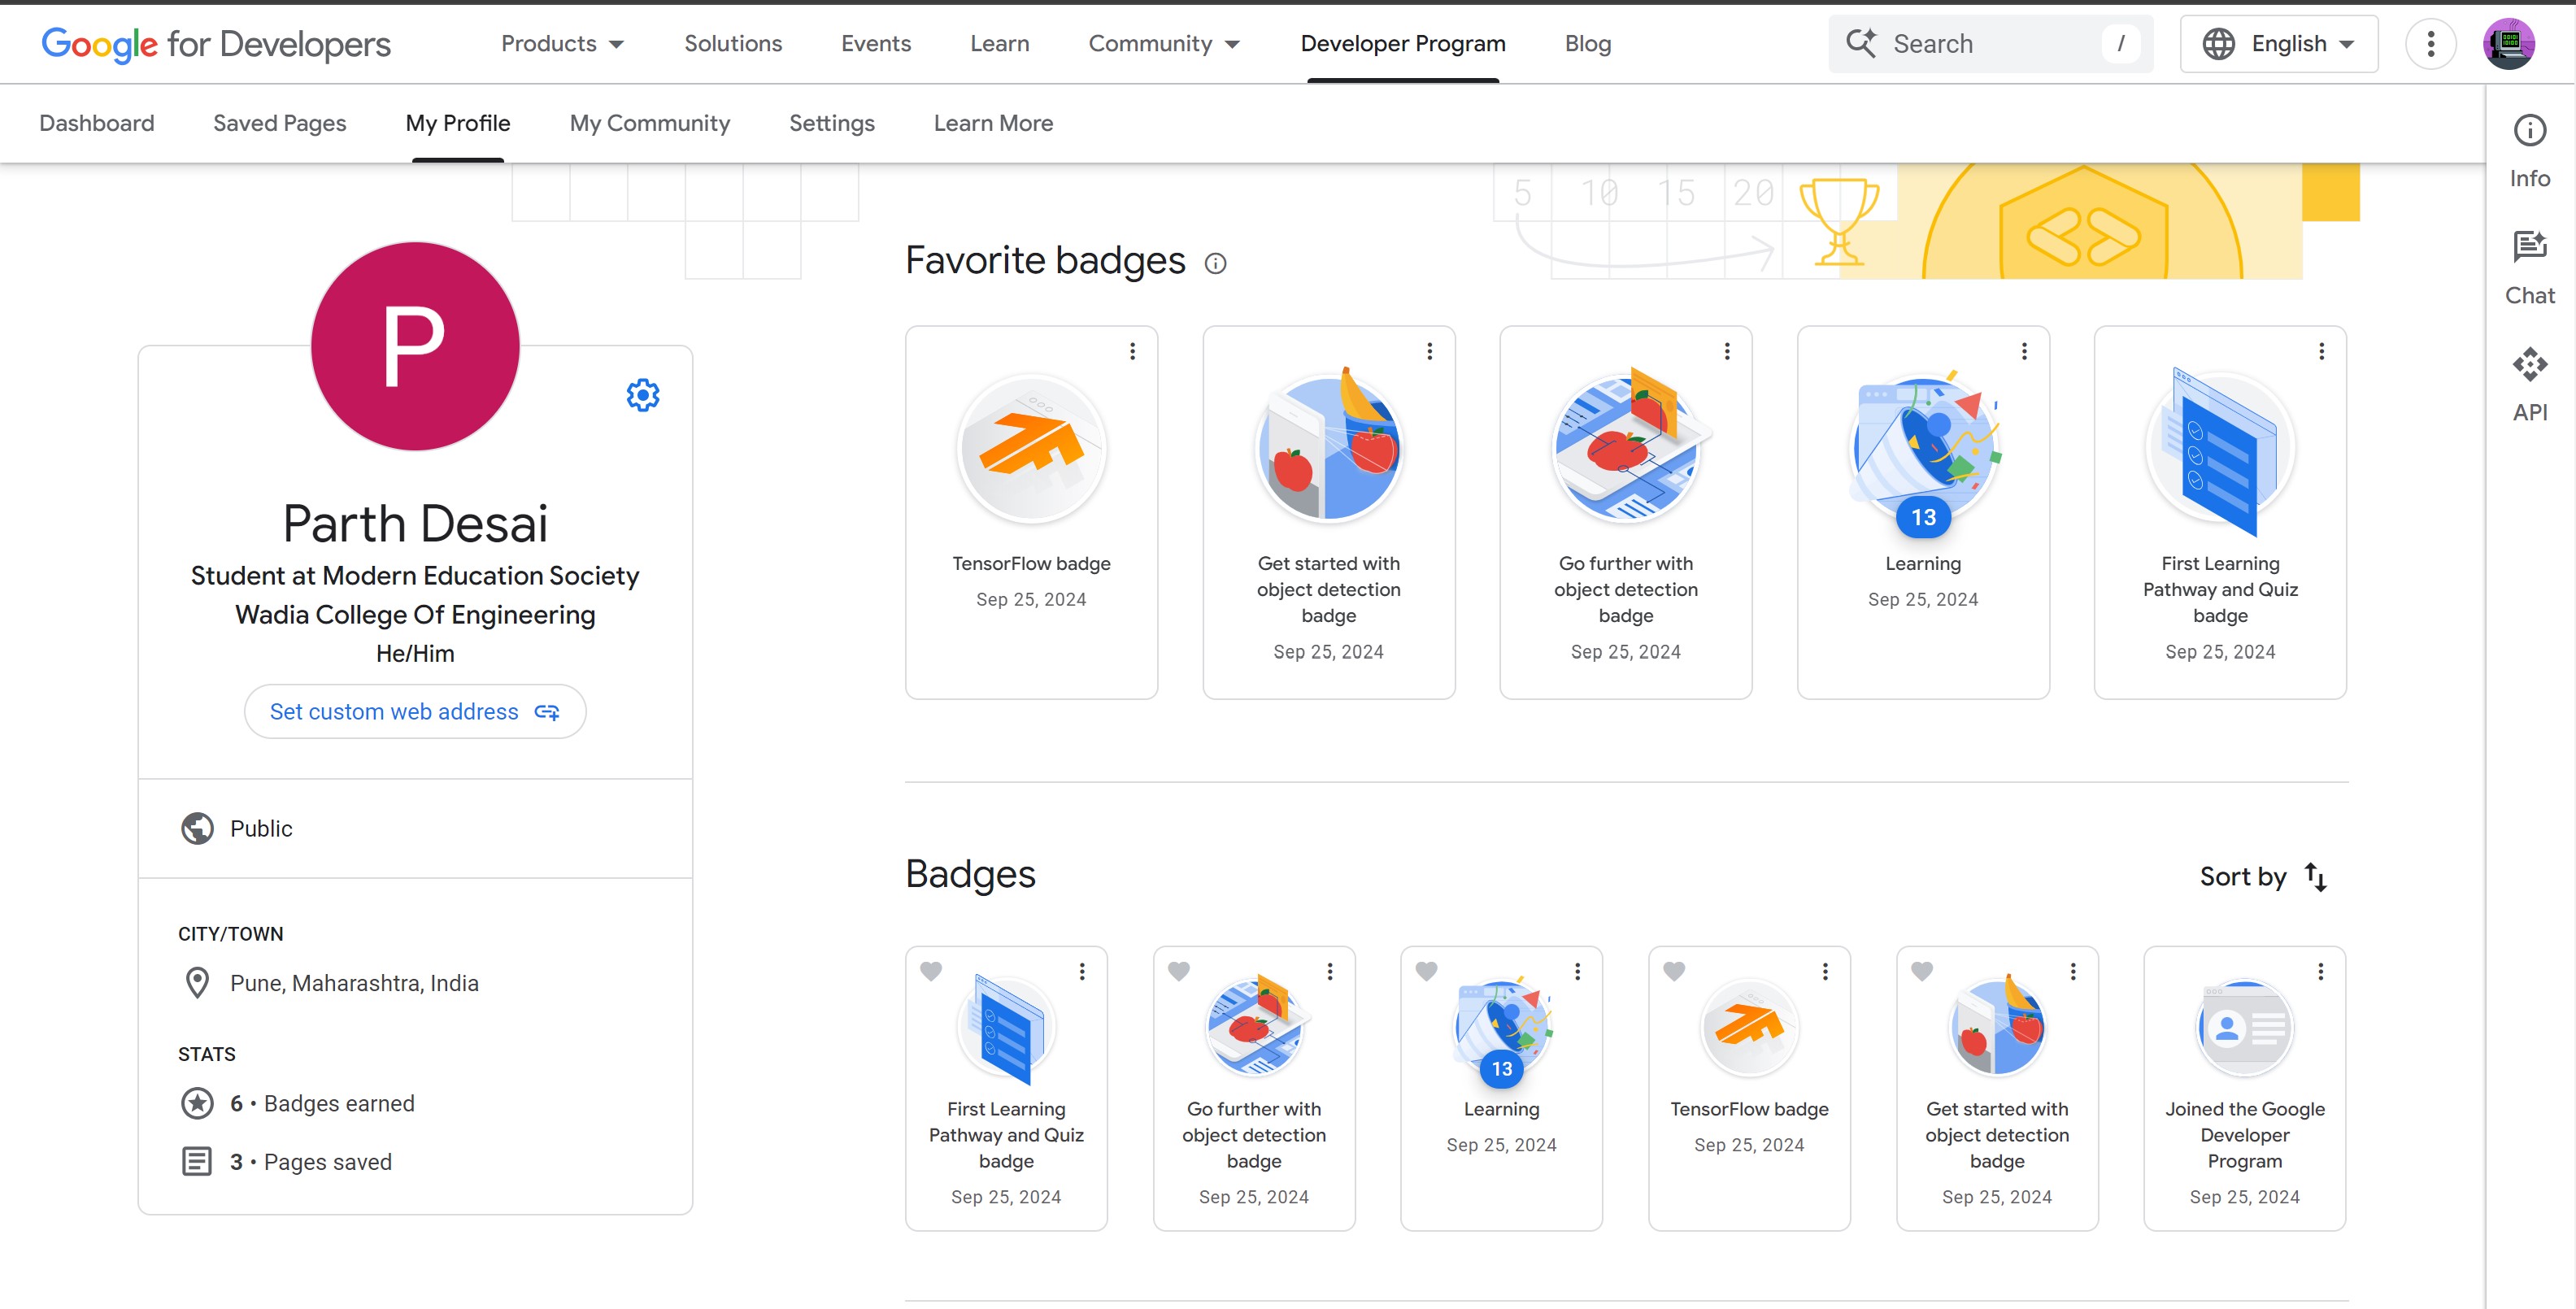 Google for Developers
Products
Solutions
Events
Learn
Community
Developer Program
Blog
Search
/
English
Dashboard
Saved Pages
My Profile
My Community
Settings
Learn More
Info
Chat
API
5 10 15 20
P
Parth Desai
Student at Modern Education Society
Wadia College Of Engineering
He/Him
Set custom web address
Public
CITY/TOWN
Pune, Maharashtra, India
STATS
6 • Badges earned
3 • Pages saved
Favorite badges
TensorFlow badge
Sep 25, 2024
Get started with
object detection
badge
Sep 25, 2024
Go further with
object detection
badge
Sep 25, 2024
13
Learning
Sep 25, 2024
First Learning
Pathway and Quiz
badge
Sep 25, 2024
Badges
Sort by
First Learning
Pathway and Quiz
badge
Sep 25, 2024
Go further with
object detection
badge
Sep 25, 2024
13
Learning
Sep 25, 2024
TensorFlow badge
Sep 25, 2024
Get started with
object detection
badge
Sep 25, 2024
Joined the Google
Developer
Program
Sep 25, 2024